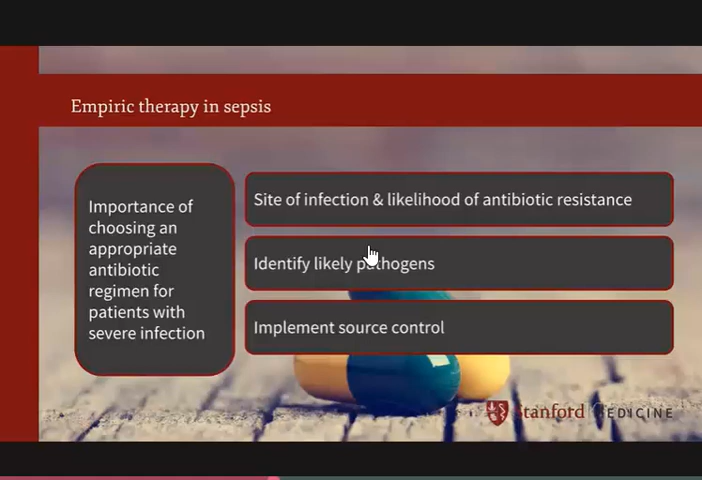 Empiric therapy in sepsis
Importance of
choosing an
appropriate
antibiotic
regimen for
patients with
severe infection
Site of infection & likelihood of antibiotic resistance
Identify likely pathogens
Implement source control
Stanford MEDICINE